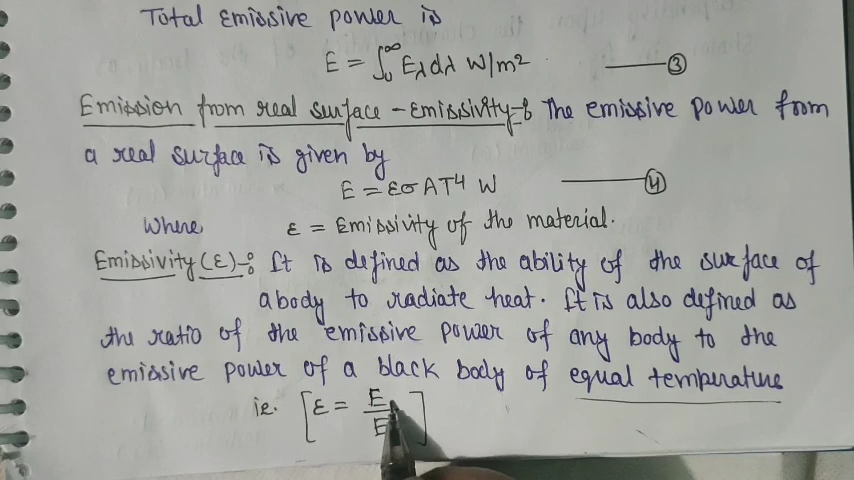 Total Emissive power is
E = ∫₀^∞ Eλ dλ W/m² ——— ③
Emission from real surface - Emissivity :- The emissive power from
a real surface is given by
E = εσAT⁴ W ——— ④
Where ε = Emissivity of the material.
Emissivity (ε) -: It is defined as the ability of the surface of
a body to radiate heat. It is also defined as
the ratio of the emissive power of any body to the
emissive power of a black body of equal temperature
ie. [ε = E/E]